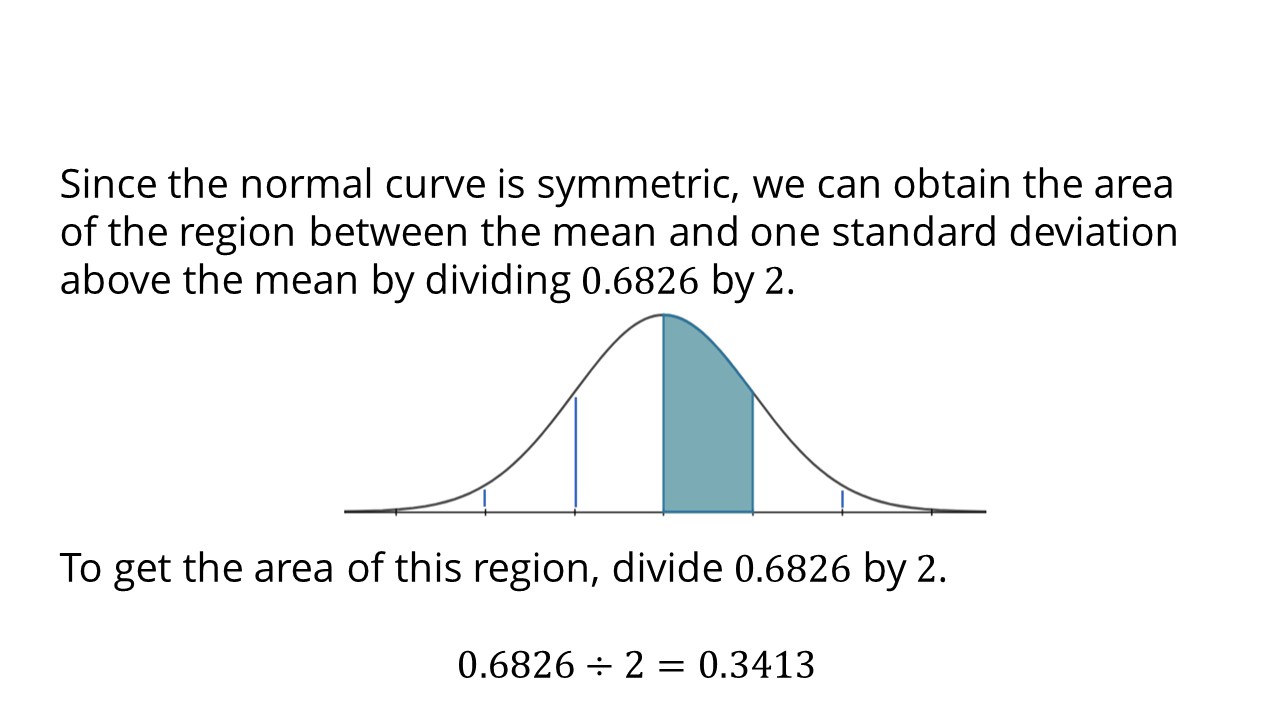 Since the normal curve is symmetric, we can obtain the area
of the region between the mean and one standard deviation
above the mean by dividing 0.6826 by 2.
To get the area of this region, divide 0.6826 by 2.
0.6826 ÷ 2 = 0.3413